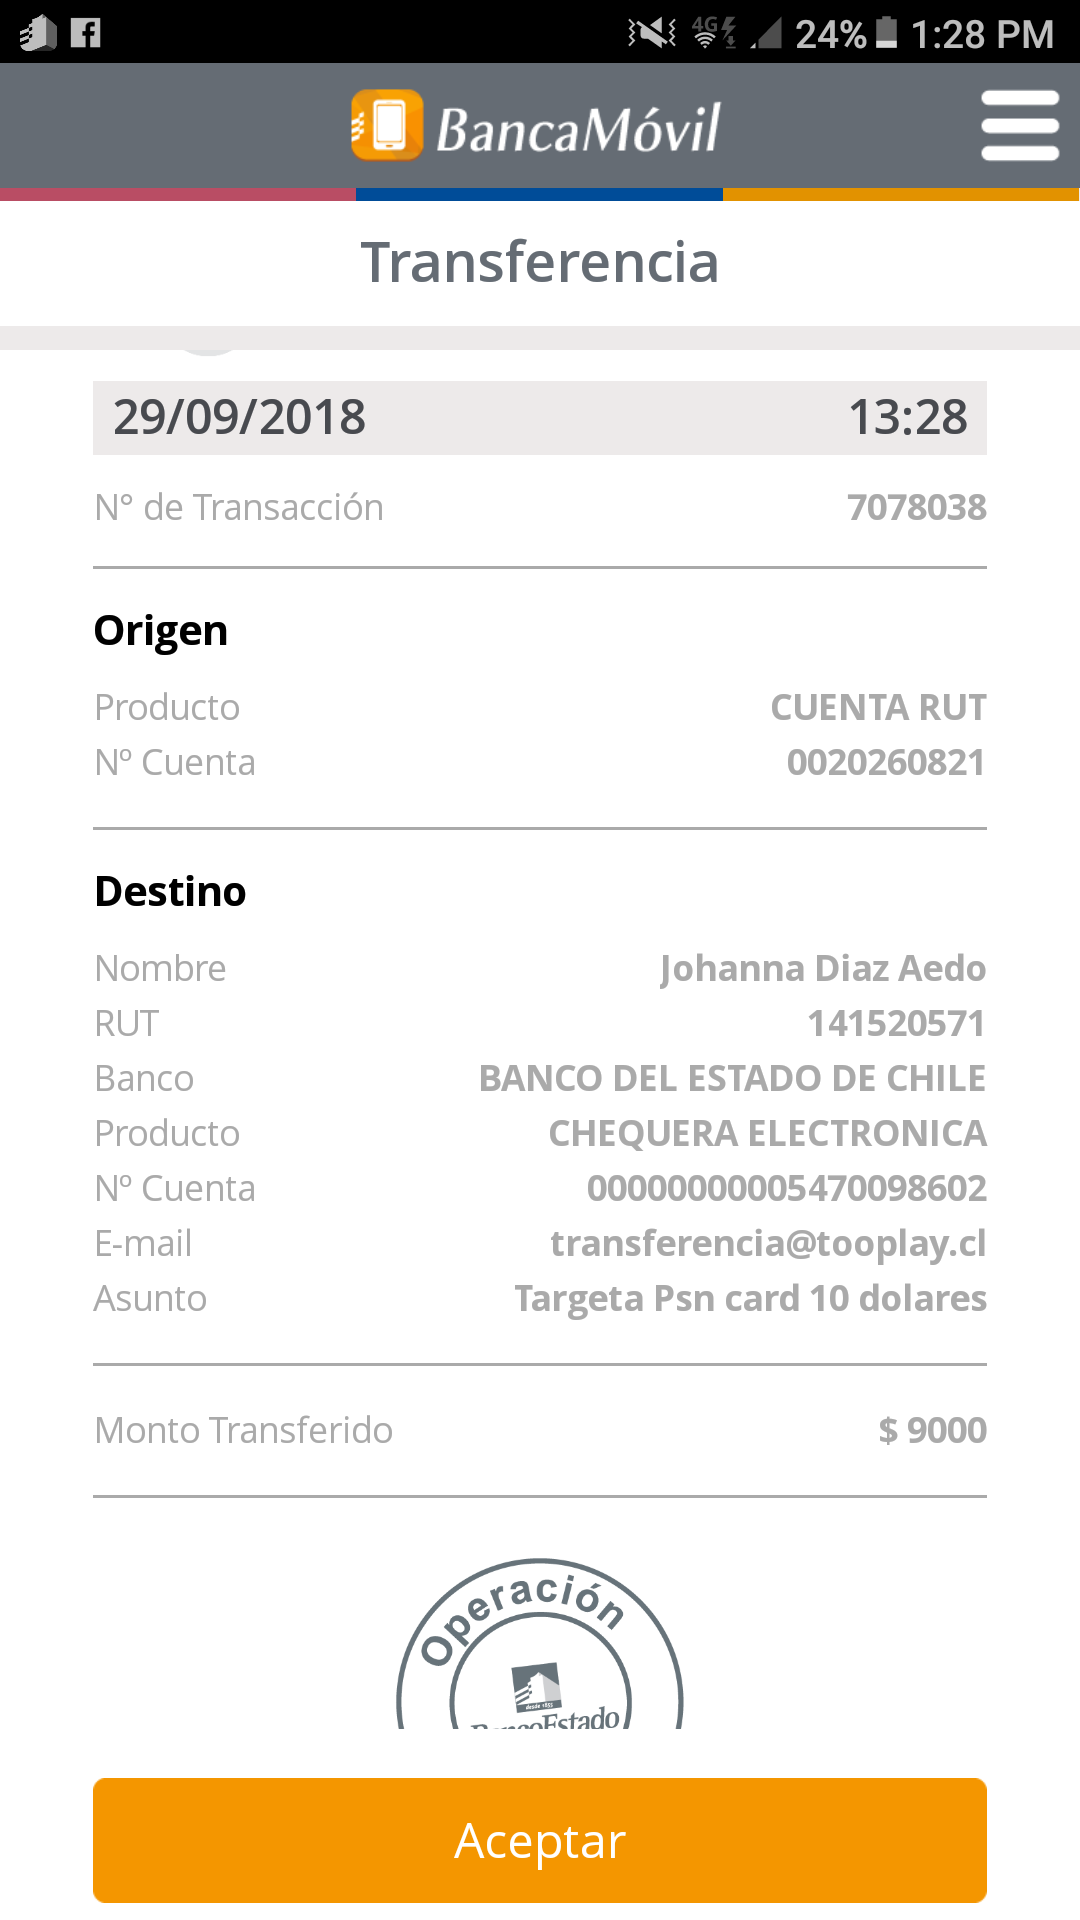 4G 24% 1:28 PM
BancaMóvil
Transferencia
29/09/2018 13:28
N° de Transacción 7078038
Origen
Producto CUENTA RUT
Nº Cuenta 0020260821
Destino
Nombre Johanna Diaz Aedo
RUT 141520571
Banco BANCO DEL ESTADO DE CHILE
Producto CHEQUERA ELECTRONICA
Nº Cuenta 00000000005470098602
E-mail transferencia@tooplay.cl
Asunto Targeta Psn card 10 dolares
Monto Transferido $ 9000
Operación
desde 1855
BancoEstado
Aceptar